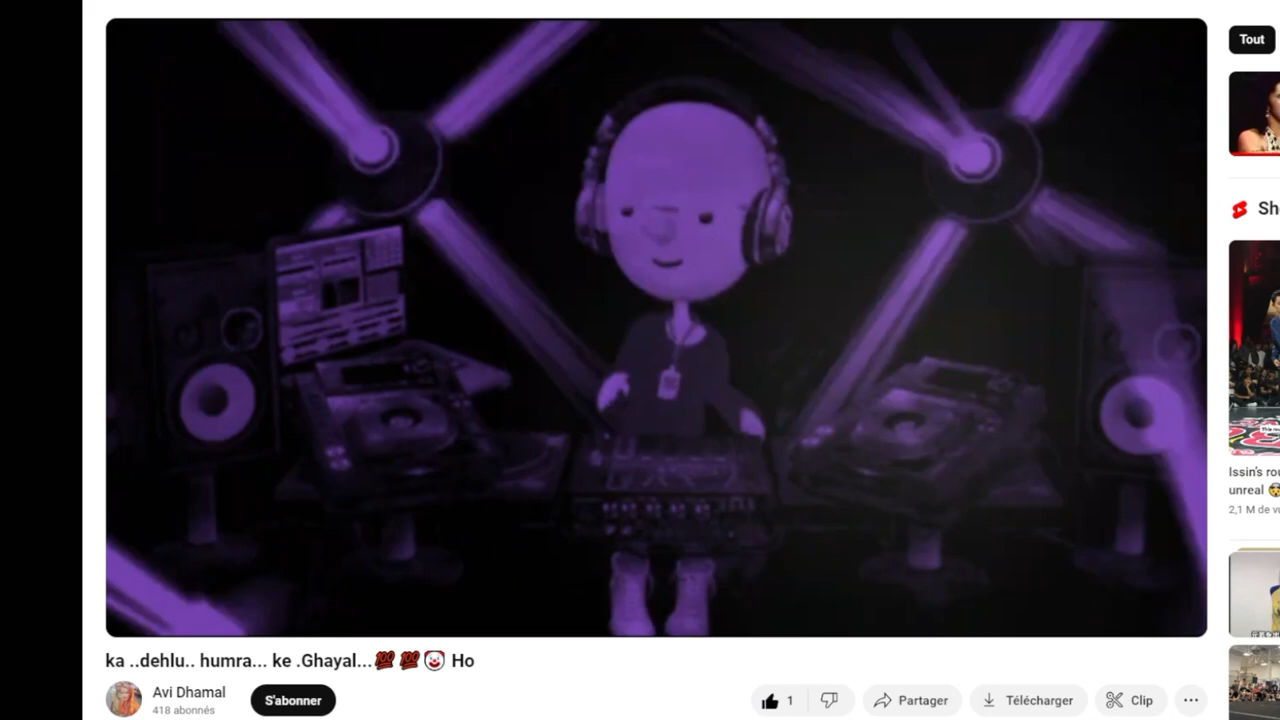 Tout
Sh
ka ..dehlu.. humra... ke .Ghayal...💯 💯🤡 Ho
Avi Dhamal
418 abonnés
S'abonner
1
Partager
Télécharger
Clip
Issin's rou
unreal 😲
2,1 M de vu